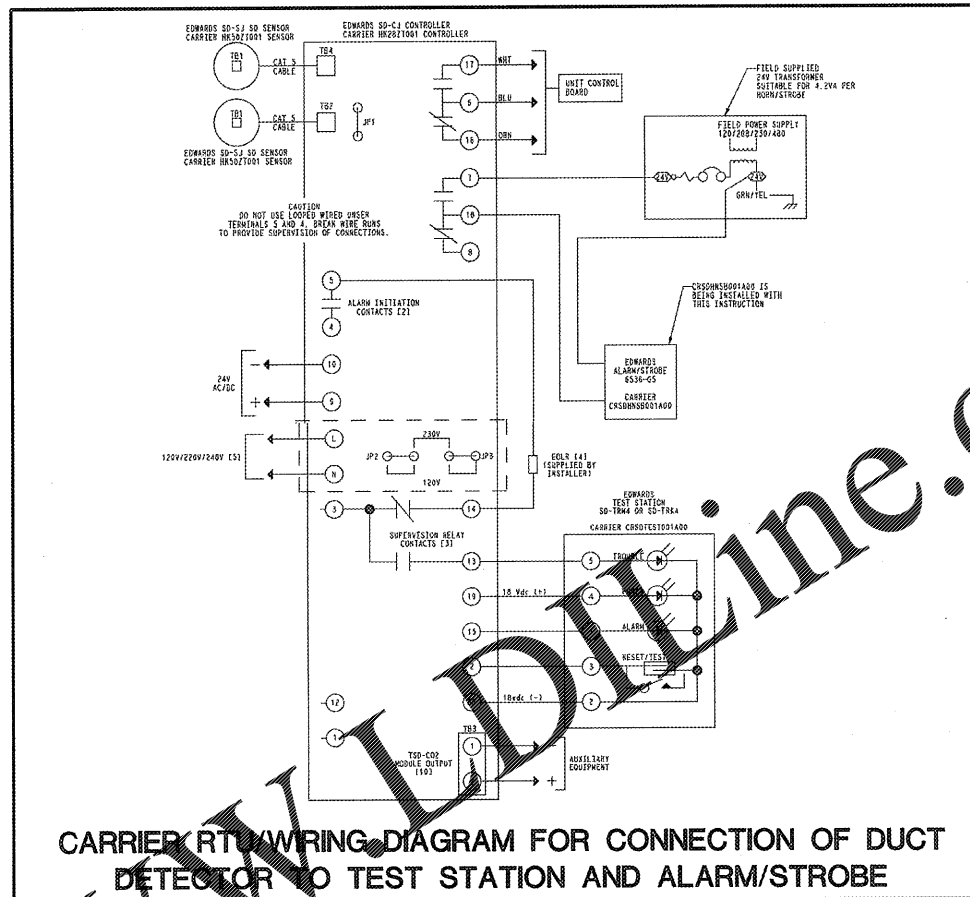 EDWARDS SD-SJ SD SENSOR
CARRIER HK50ZT001 SENSOR
EDWARDS SD-CJ CONTROLLER
CARRIER HK28ZT001 CONTROLLER
TB1
CAT 5
CABLE
TB4
17
WHT
UNIT CONTROL
BOARD
TB1
CAT 5
CABLE
TB2
JP1
6
BLU
16
ORN
EDWARDS SD-SJ SD SENSOR
CARRIER HK50ZT001 SENSOR
FIELD SUPPLIED
24V TRANSFORMER
SUITABLE FOR 4.2VA PER
HORN/STROBE
FIELD POWER SUPPLY
120/208/230/480
24V
24V
GRN/YEL
7
18
8
CAUTION
DO NOT USE LOOPED WIRED UNSER
TERMINALS 5 AND 4. BREAK WIRE RUNS
TO PROVIDE SUPERVISION OF CONNECTIONS.
CRSDHNSB001A00 IS
BEING INSTALLED WITH
THIS INSTRUCTION
5
ALARM INITIATION
CONTACTS [2]
4
EDWARDS
ALARM/STROBE
6536-G5
CARRIER
CRSDHNSB001A00
24V
AC/DC
-
10
+
9
120V/220V/240V [5]
L
N
230V
JP2
JP3
120V
EOLR [4]
(SUPPLIED BY
INSTALLER)
3
14
SUPERVISION RELAY
CONTACTS [3]
EDWARDS
TEST STATION
SD-TRM4 OR SD-TRK4
CARRIER CRSDTEST001A00
13
5
TROUBLE
19
18 Vdc (+)
4
15
ALARM
2
3
RESET/TEST
18vdc (-)
2
12
1
TB3
TSD-CO2
MODULE OUTPUT
[10]
1
+
AUXILIARY
EQUIPMENT
CARRIER RTU/WIRING DIAGRAM FOR CONNECTION OF DUCT
DETECTOR TO TEST STATION AND ALARM/STROBE